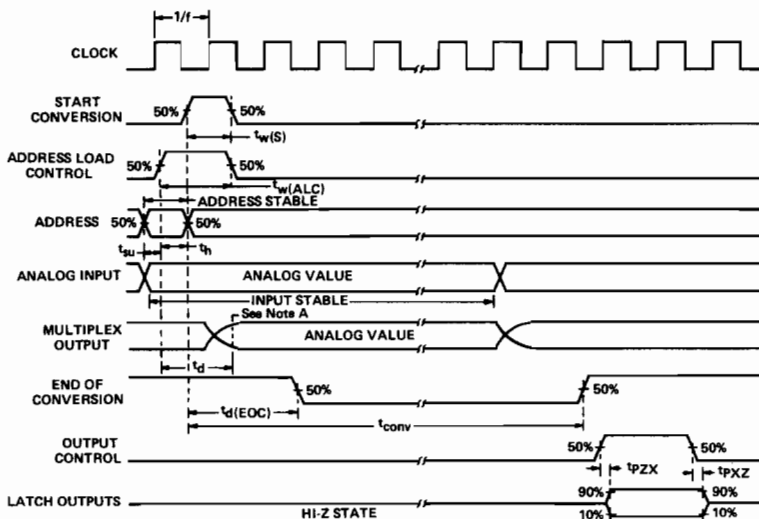 1/f
CLOCK
START
CONVERSION
50%
50%
tw(S)
ADDRESS LOAD
CONTROL
50%
50%
tw(ALC)
ADDRESS STABLE
ADDRESS
50%
50%
tsu
th
ANALOG INPUT
ANALOG VALUE
INPUT STABLE
See Note A
MULTIPLEX
OUTPUT
ANALOG VALUE
td
END OF
CONVERSION
50%
50%
td(EOC)
tconv
OUTPUT
CONTROL
50%
50%
tPZX
tPXZ
LATCH OUTPUTS
90%
90%
HI-Z STATE
10%
10%